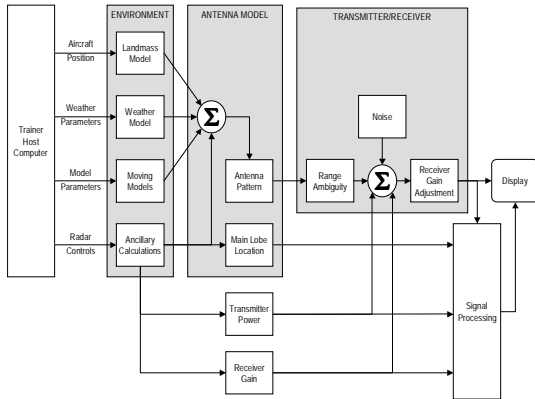 ENVIRONMENT
ANTENNA MODEL
TRANSMITTER/RECEIVER
Aircraft
Position
Landmass
Model
Weather
Parameters
Weather
Model
Σ
Noise
Trainer
Host
Computer
Model
Parameters
Moving
Models
Antenna
Pattern
Range
Ambiguity
Σ
Receiver
Gain
Adjustment
Display
Radar
Controls
Ancillary
Calculations
Main Lobe
Location
Transmitter
Power
Signal
Processing
Receiver
Gain